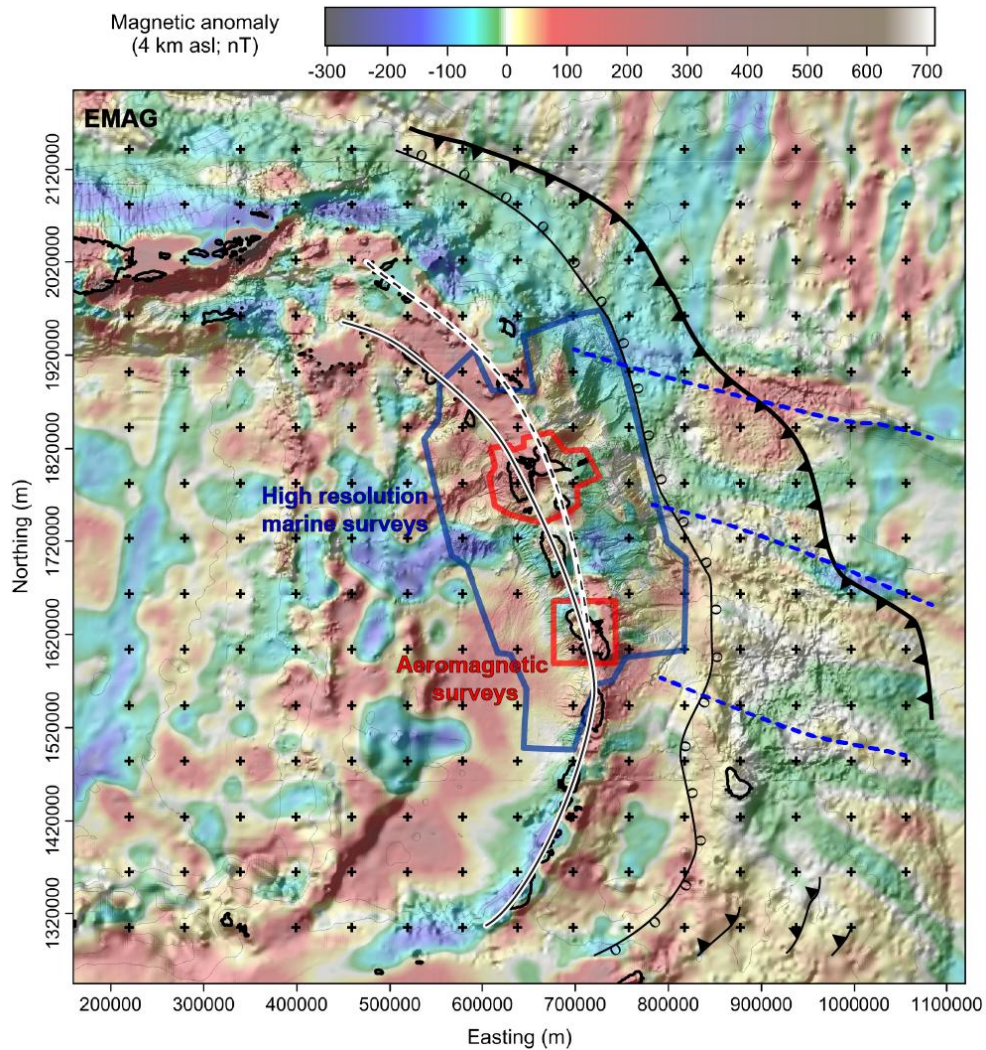 Magnetic anomaly
(4 km asl; nT)
-300 -200 -100 0 100 200 300 400 500 600 700
EMAG
2120000
2020000
1920000
1820000
1720000
1620000
1520000
1420000
1320000
Northing (m)
High resolution
marine surveys
Aeromagnetic
surveys
200000 300000 400000 500000 600000 700000 800000 900000 1000000 1100000
Easting (m)